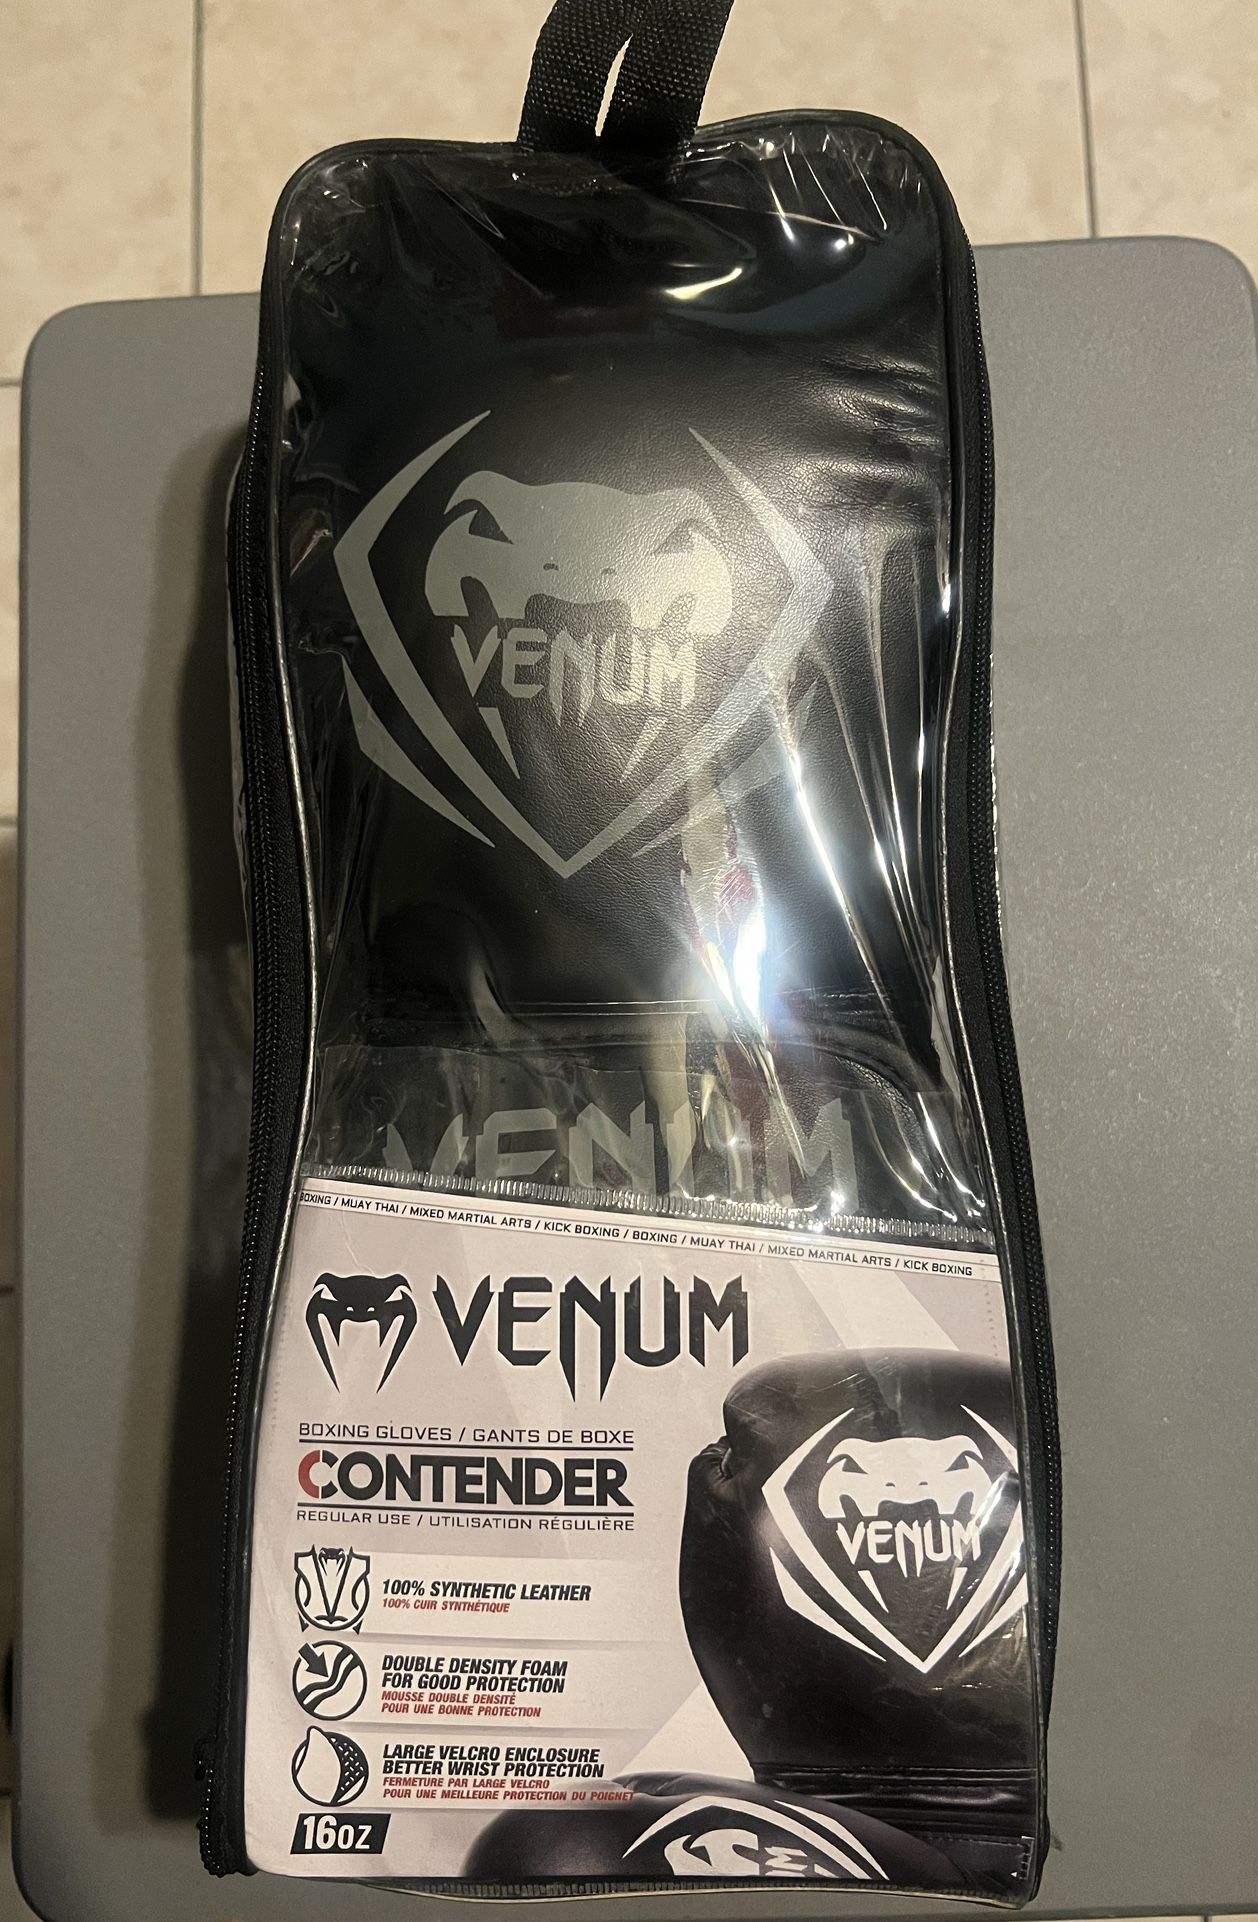 VENUM
VENUM
BOXING / MUAY THAI / MIXED MARTIAL ARTS / KICK BOXING / BOXING / MUAY THAI / MIXED MARTIAL ARTS / KICK BOXING
VENUM
BOXING GLOVES / GANTS DE BOXE
CONTENDER
REGULAR USE / UTILISATION RÉGULIÈRE
VENUM
100% SYNTHETIC LEATHER
100% CUIR SYNTHÉTIQUE
DOUBLE DENSITY FOAM
FOR GOOD PROTECTION
MOUSSE DOUBLE DENSITÉ
POUR UNE BONNE PROTECTION
LARGE VELCRO ENCLOSURE
BETTER WRIST PROTECTION
FERMETURE PAR LARGE VELCRO
POUR UNE MEILLEURE PROTECTION DU POIGNET
16OZ